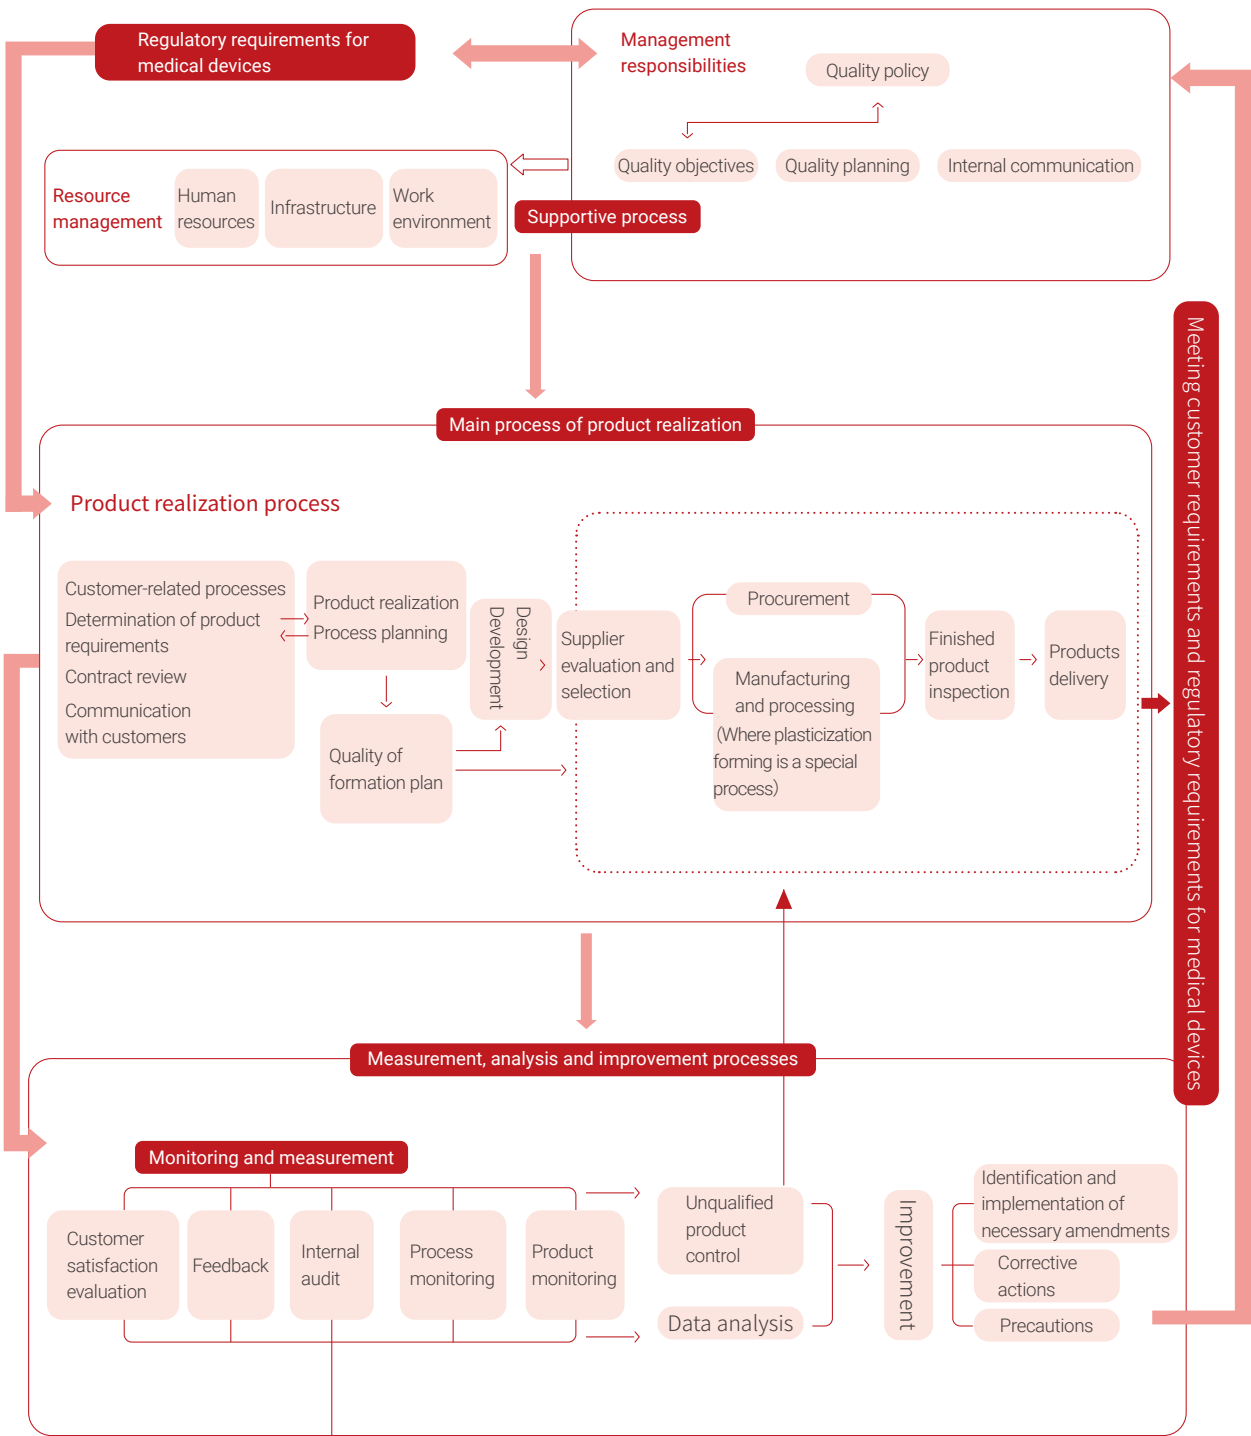 Regulatory requirements for
medical devices
Management
responsibilities
Quality policy
Quality objectives
Quality planning
Internal communication
Resource
management
Human
resources
Infrastructure
Work
environment
Supportive process
Main process of product realization
Product realization process
Customer-related processes
Determination of product
requirements
Contract review
Communication
with customers
Product realization
Process planning
Quality of
formation plan
Design
Development
Supplier
evaluation and
selection
Procurement
Manufacturing
and processing
(Where plasticization
forming is a special
process)
Finished
product
inspection
Products
delivery
Meeting customer requirements and regulatory requirements for medical devices
Measurement, analysis and improvement processes
Monitoring and measurement
Customer
satisfaction
evaluation
Feedback
Internal
audit
Process
monitoring
Product
monitoring
Unqualified
product
control
Data analysis
Improvement
Identification and
implementation of
necessary amendments
Corrective
actions
Precautions